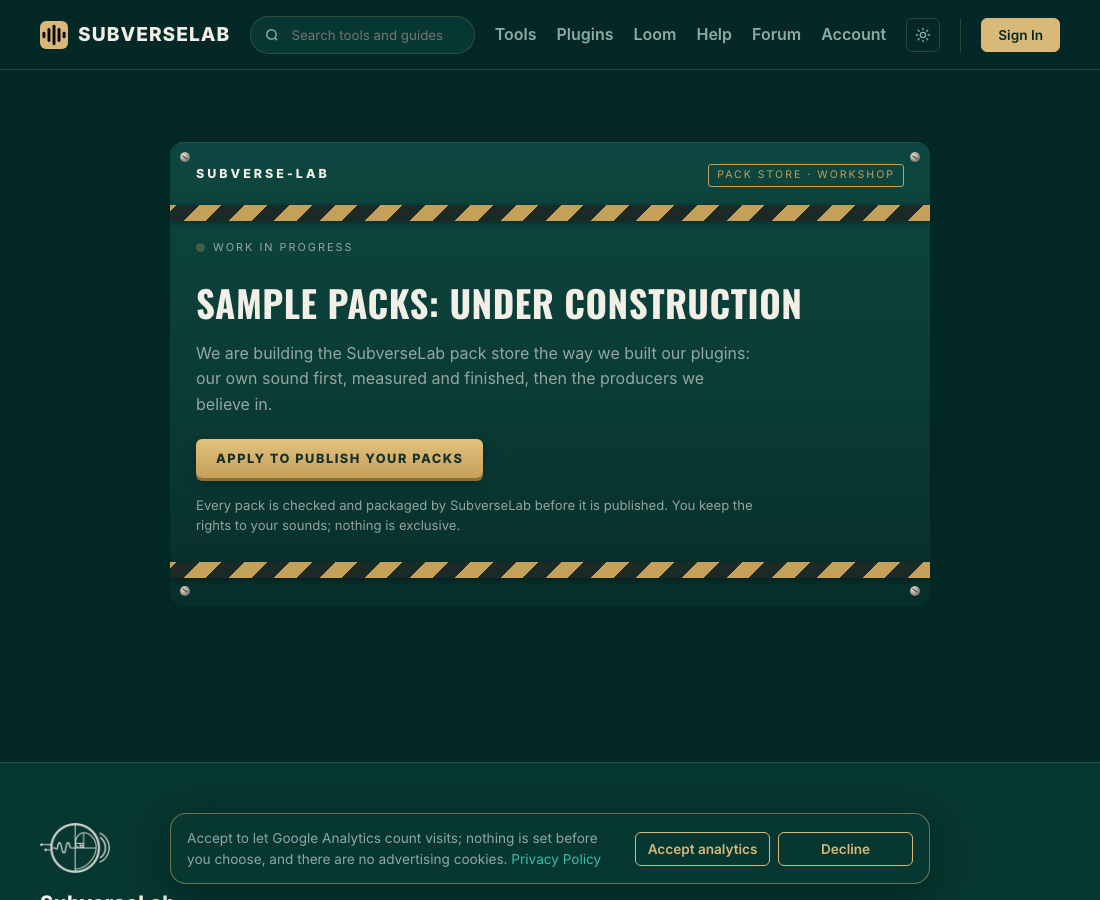 SUBVERSELAB
Search tools and guides
Tools
Plugins
Loom
Help
Forum
Account
Sign In
SUBVERSE-LAB
PACK STORE · WORKSHOP
WORK IN PROGRESS
SAMPLE PACKS: UNDER CONSTRUCTION
We are building the SubverseLab pack store the way we built our plugins:
our own sound first, measured and finished, then the producers we
believe in.
APPLY TO PUBLISH YOUR PACKS
Every pack is checked and packaged by SubverseLab before it is published. You keep the
rights to your sounds; nothing is exclusive.
Accept to let Google Analytics count visits; nothing is set before
you choose, and there are no advertising cookies. Privacy Policy
Accept analytics
Decline
SubverseLab